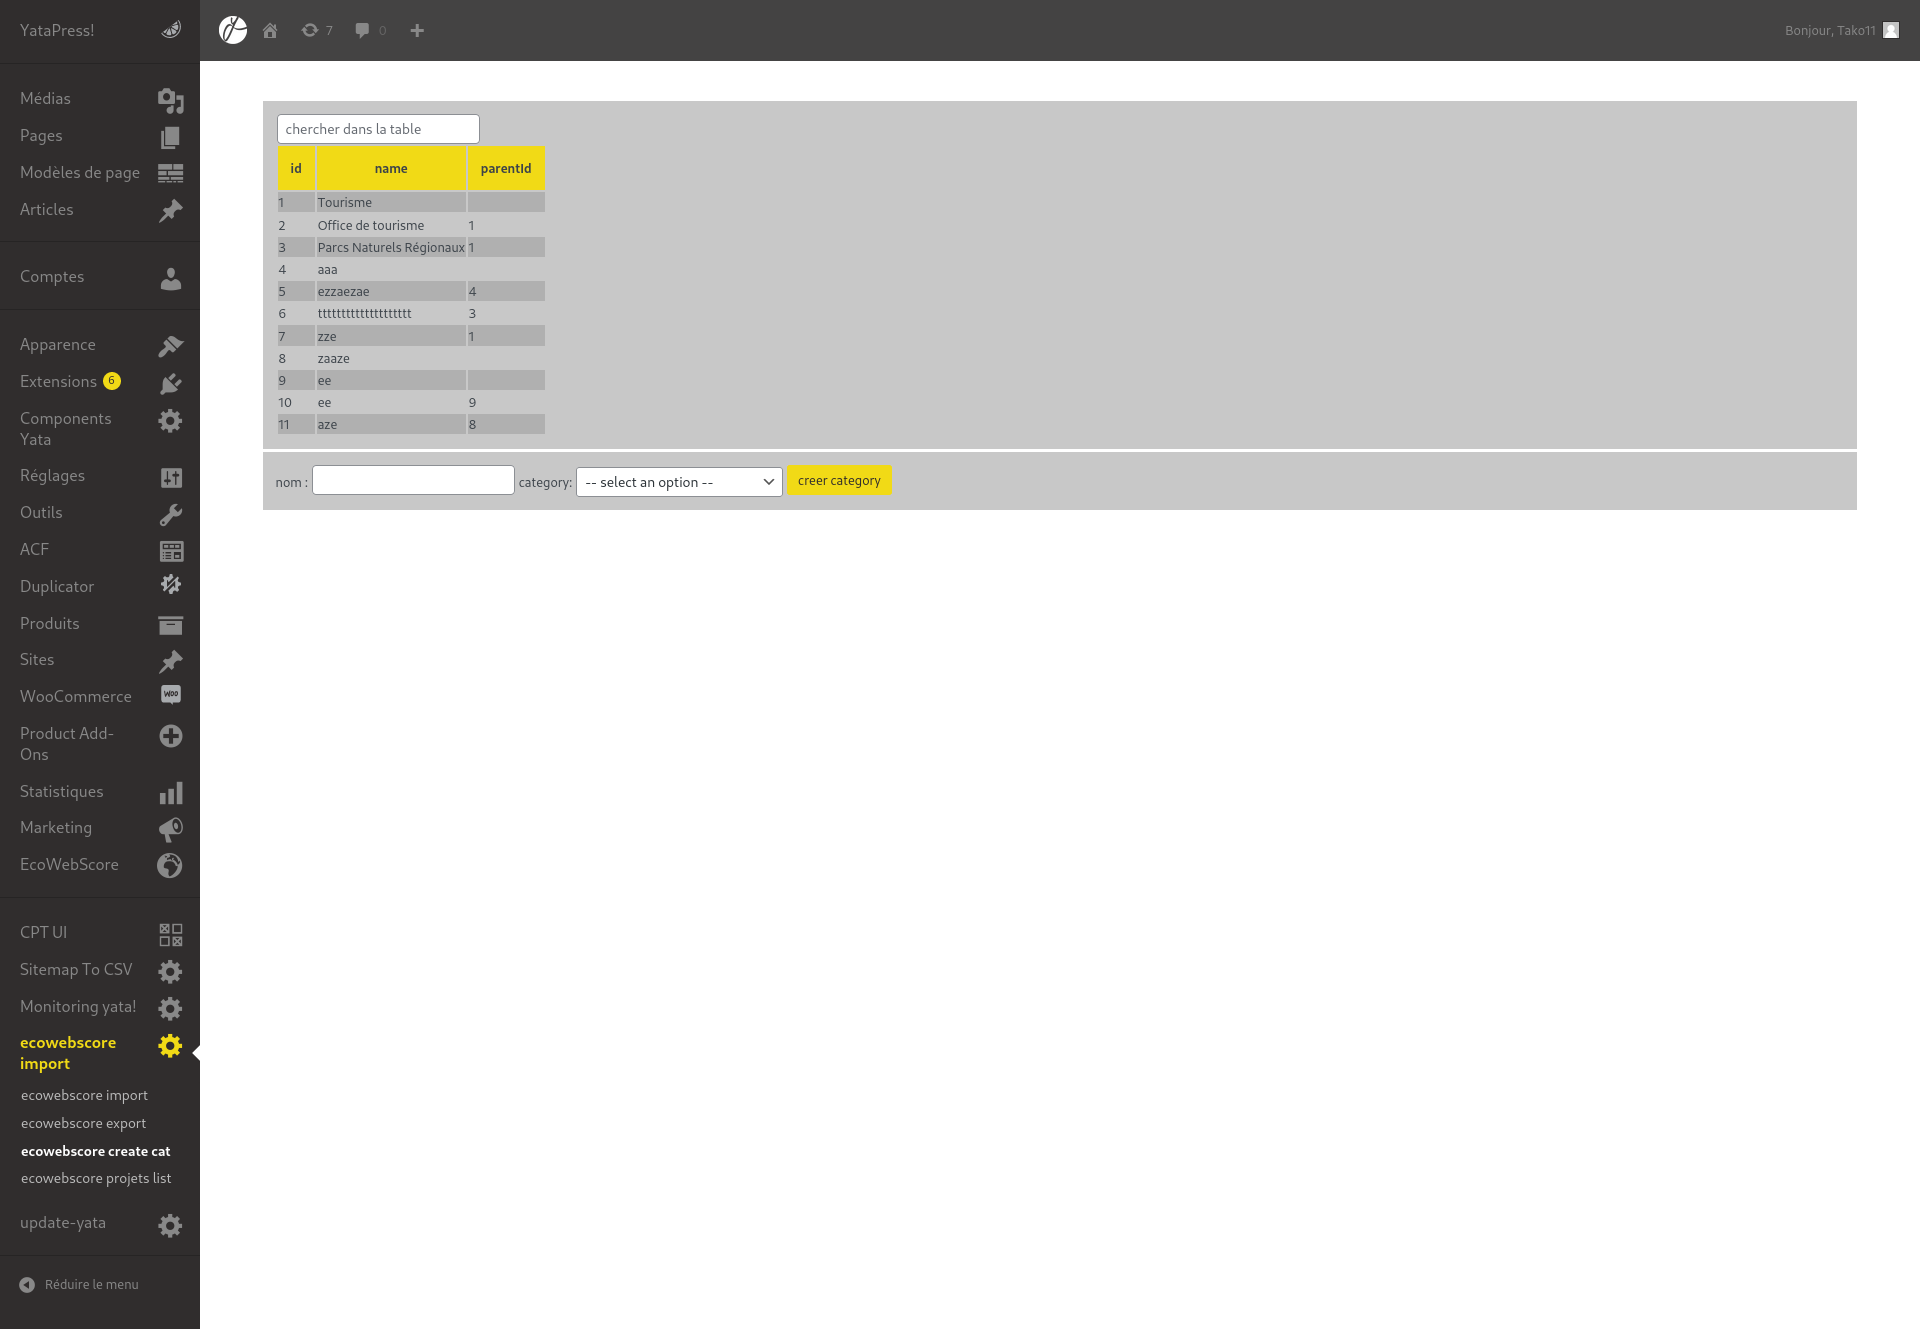 YataPress!
7
0
Bonjour, Tako11
Médias
Pages
Modèles de page
Articles
Comptes
Apparence
Extensions 6
Components
Yata
Réglages
Outils
ACF
Duplicator
Produits
Sites
WooCommerce
Woo
Product Add-
Ons
Statistiques
Marketing
EcoWebScore
CPT UI
Sitemap To CSV
Monitoring yata!
ecowebscore
import
ecowebscore import
ecowebscore export
ecowebscore create cat
ecowebscore projets list
update-yata
Réduire le menu
chercher dans la table
id name parentId
1 Tourisme
2 Office de tourisme 1
3 Parcs Naturels Régionaux 1
4 aaa
5 ezzaezae 4
6 tttttttttttttttttttt 3
7 zze 1
8 zaaze
9 ee
10 ee 9
11 aze 8
nom : category: -- select an option -- creer category